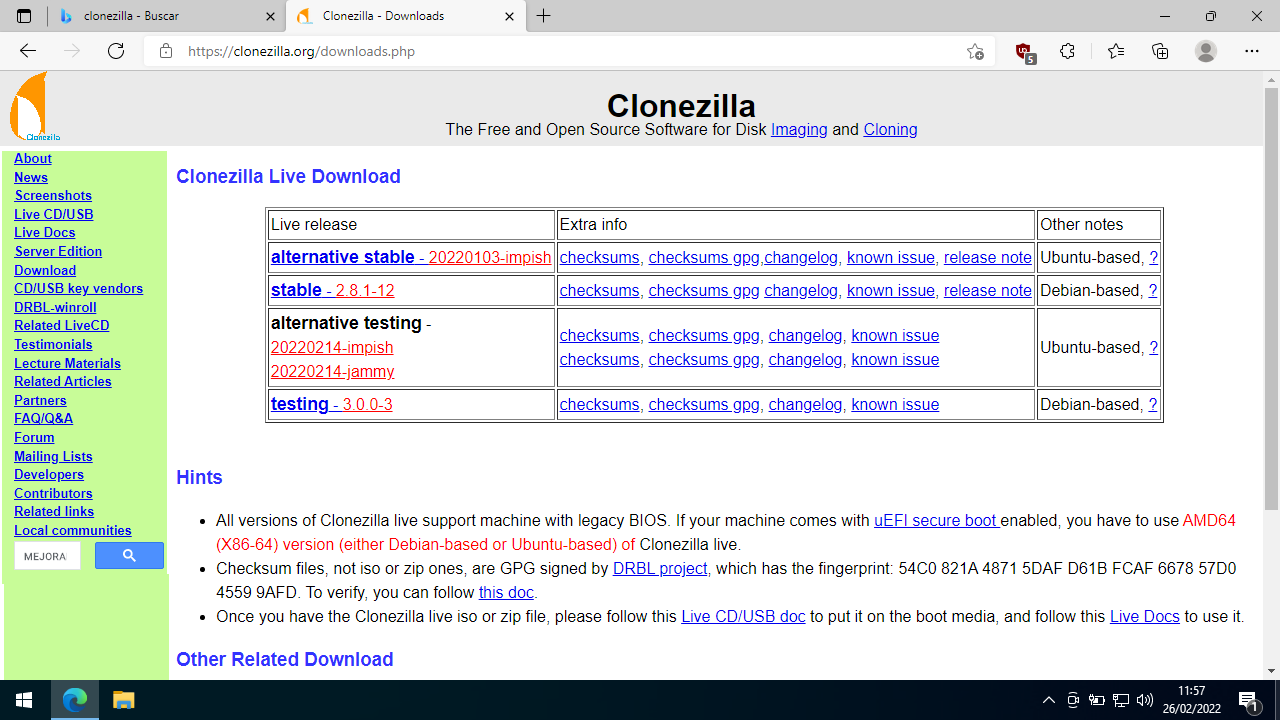 clonezilla - Buscar
Clonezilla - Downloads
https://clonezilla.org/downloads.php
5
Clonezilla
Clonezilla
The Free and Open Source Software for Disk Imaging and Cloning
About
News
Screenshots
Live CD/USB
Live Docs
Server Edition
Download
CD/USB key vendors
DRBL-winroll
Related LiveCD
Testimonials
Lecture Materials
Related Articles
Partners
FAQ/Q&A
Forum
Mailing Lists
Developers
Contributors
Related links
Local communities
MEJORA
Clonezilla Live Download
Live release Extra info Other notes
alternative stable - 20220103-impish checksums, checksums gpg,changelog, known issue, release note Ubuntu-based, ?
stable - 2.8.1-12 checksums, checksums gpg changelog, known issue, release note Debian-based, ?
alternative testing -
20220214-impish checksums, checksums gpg, changelog, known issue
20220214-jammy checksums, checksums gpg, changelog, known issue
Ubuntu-based, ?
testing - 3.0.0-3 checksums, checksums gpg, changelog, known issue Debian-based, ?
Hints
• All versions of Clonezilla live support machine with legacy BIOS. If your machine comes with uEFI secure boot enabled, you have to use AMD64
(X86-64) version (either Debian-based or Ubuntu-based) of Clonezilla live.
• Checksum files, not iso or zip ones, are GPG signed by DRBL project, which has the fingerprint: 54C0 821A 4871 5DAF D61B FCAF 6678 57D0
4559 9AFD. To verify, you can follow this doc.
• Once you have the Clonezilla live iso or zip file, please follow this Live CD/USB doc to put it on the boot media, and follow this Live Docs to use it.
Other Related Download
11:57
26/02/2022
1